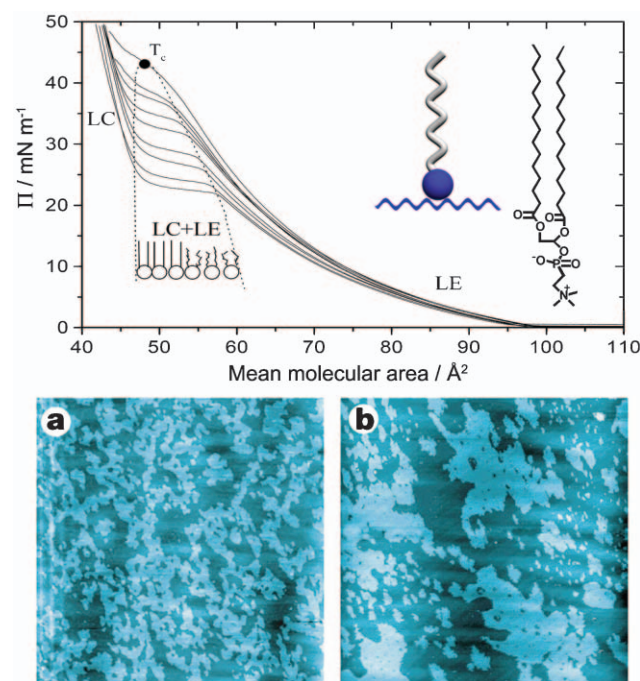 Π / mN m⁻¹
50
40
30
20
10
0
T_c
LC
LC+LE
LE
O
O
O
O
⁻O
P
O
O
N⁺
40 50 60 70 80 90 100 110
Mean molecular area / Å²
a
b